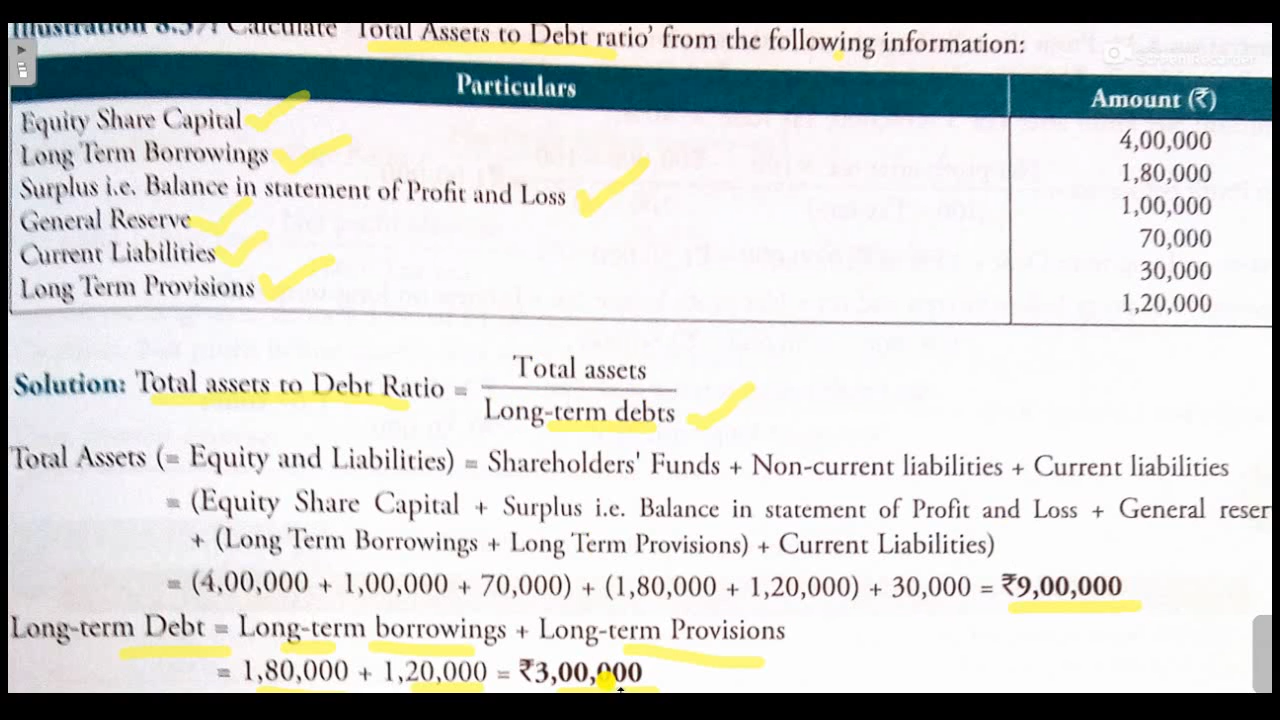 Illustration 8.37: Calculate 'Total Assets to Debt ratio' from the following information:
Particulars
Amount (₹)
Equity Share Capital
4,00,000
Long Term Borrowings
1,80,000
Surplus i.e. Balance in statement of Profit and Loss
1,00,000
General Reserve
70,000
Current Liabilities
30,000
Long Term Provisions
1,20,000
Solution: Total assets to Debt Ratio = Total assets
Long-term debts
Total Assets (= Equity and Liabilities) = Shareholders' Funds + Non-current liabilities + Current liabilities
= (Equity Share Capital + Surplus i.e. Balance in statement of Profit and Loss + General reser
+ (Long Term Borrowings + Long Term Provisions) + Current Liabilities)
= (4,00,000 + 1,00,000 + 70,000) + (1,80,000 + 1,20,000) + 30,000 = ₹9,00,000
Long-term Debt = Long-term borrowings + Long-term Provisions
= 1,80,000 + 1,20,000 = ₹3,00,000
Screen Recorder